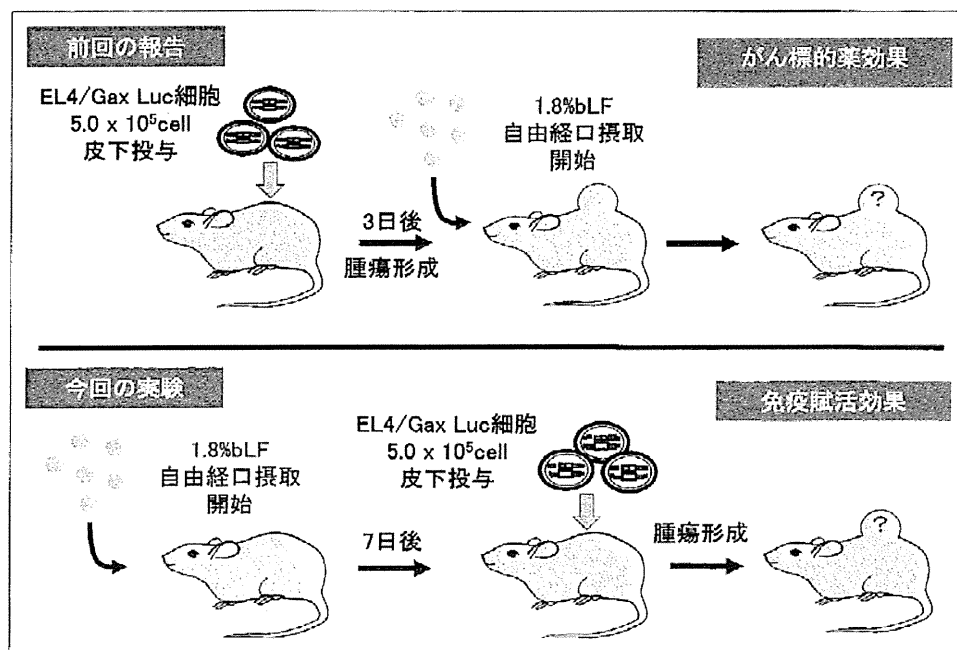 前回の報告
がん標的薬効果
EL4/Gax Luc細胞
5.0 x 10⁵cell
皮下投与
1.8%bLF
自由経口摂取
開始
3日後
腫瘍形成
?
今回の実験
免疫賦活効果
1.8%bLF
自由経口摂取
開始
7日後
EL4/Gax Luc細胞
5.0 x 10⁵cell
皮下投与
腫瘍形成
?